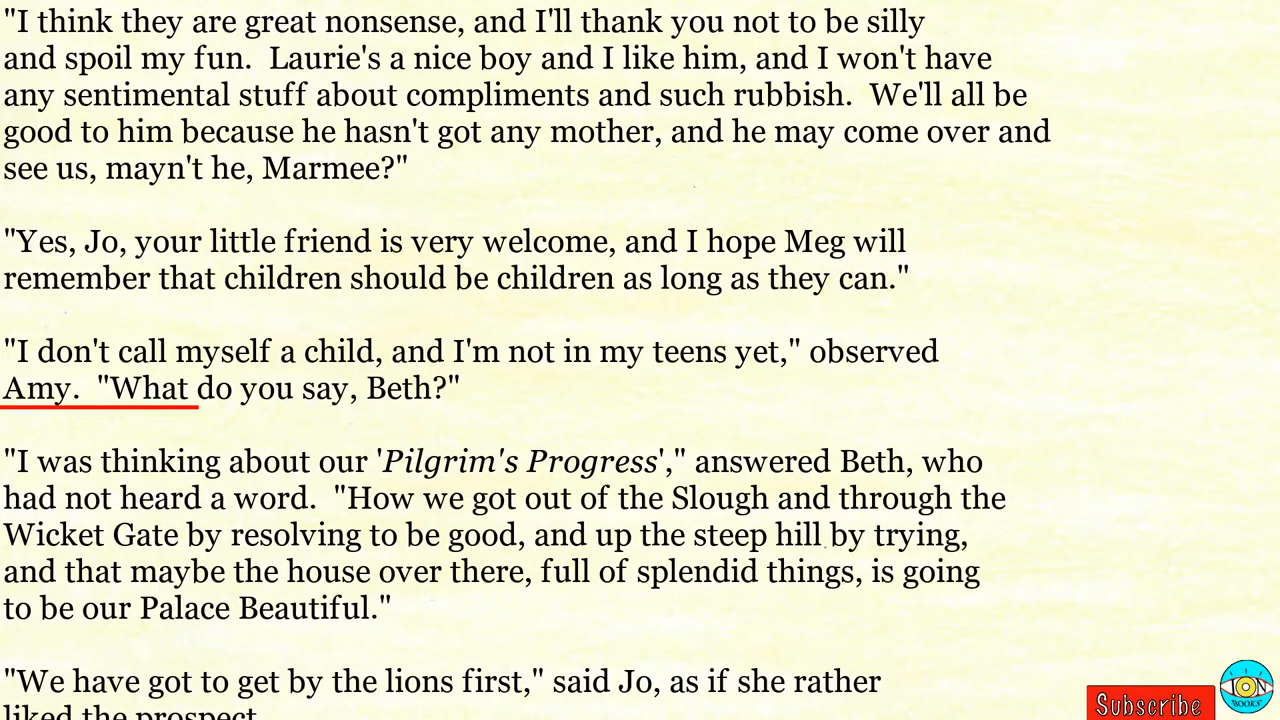 "I think they are great nonsense, and I'll thank you not to be silly
and spoil my fun.  Laurie's a nice boy and I like him, and I won't have
any sentimental stuff about compliments and such rubbish.  We'll all be
good to him because he hasn't got any mother, and he may come over and
see us, mayn't he, Marmee?"

"Yes, Jo, your little friend is very welcome, and I hope Meg will
remember that children should be children as long as they can."

"I don't call myself a child, and I'm not in my teens yet," observed
Amy.  "What do you say, Beth?"

"I was thinking about our 'Pilgrim's Progress'," answered Beth, who
had not heard a word.  "How we got out of the Slough and through the
Wicket Gate by resolving to be good, and up the steep hill by trying,
and that maybe the house over there, full of splendid things, is going
to be our Palace Beautiful."

"We have got to get by the lions first," said Jo, as if she rather
liked the prospect.
Subscribe
ION
BOOKS